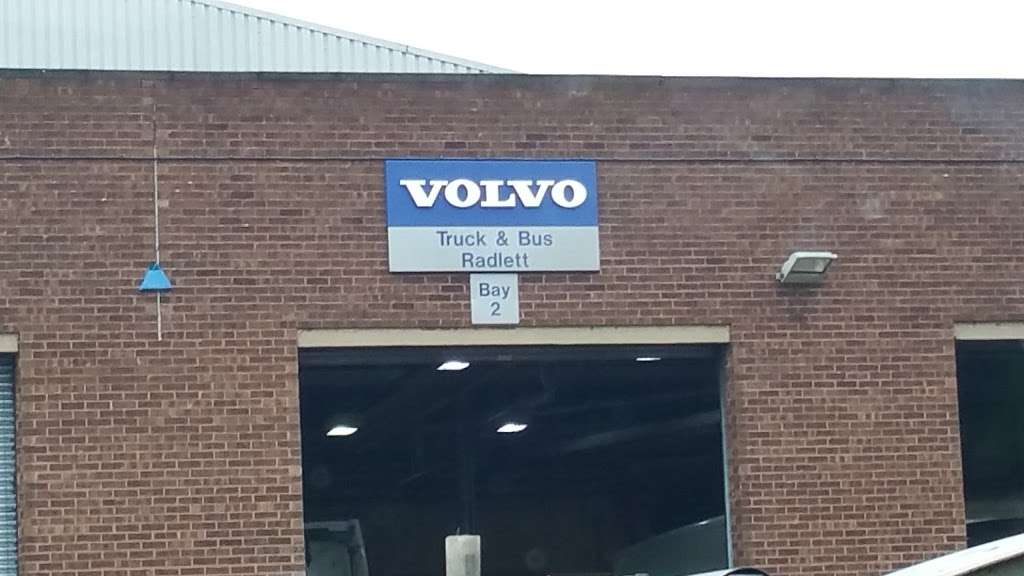 VOLVO
Truck & Bus
Radlett
Bay
2